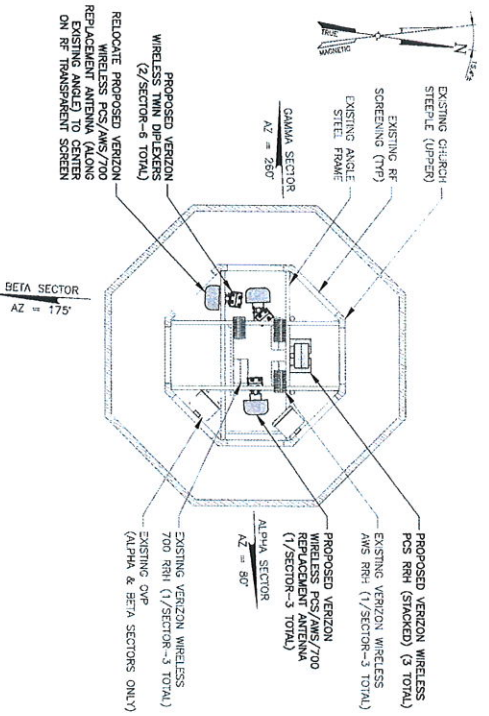 N
TRUE
MAGNETIC
EXISTING CHURCH
STEEPLE (UPPER)
EXISTING RF
SCREENING (TYP)
EXISTING ANGLE
STEEL FRAME
GAMMA SECTOR
AZ = 260°
PROPOSED VERIZON
WIRELESS TWIN DIPLEXERS
(2/SECTOR-6 TOTAL)
RELOCATE PROPOSED VERIZON
WIRELESS PCS/AWS/700
REPLACEMENT ANTENNA (ALONG
EXISTING ANGLE) TO CENTER
ON RF TRANSPARENT SCREEN
BETA SECTOR
AZ = 175°
PROPOSED VERIZON WIRELESS
PCS RRH (STACKED) (3 TOTAL)
EXISTING VERIZON WIRELESS
AWS RRH (1/SECTOR-3 TOTAL)
PROPOSED VERIZON
WIRELESS PCS/AWS/700
REPLACEMENT ANTENNA
(1/SECTOR-3 TOTAL)
ALPHA SECTOR
AZ = 80°
EXISTING VERIZON WIRELESS
700 RRH (1/SECTOR-3 TOTAL)
EXISTING OVP
(ALPHA & BETA SECTORS ONLY)